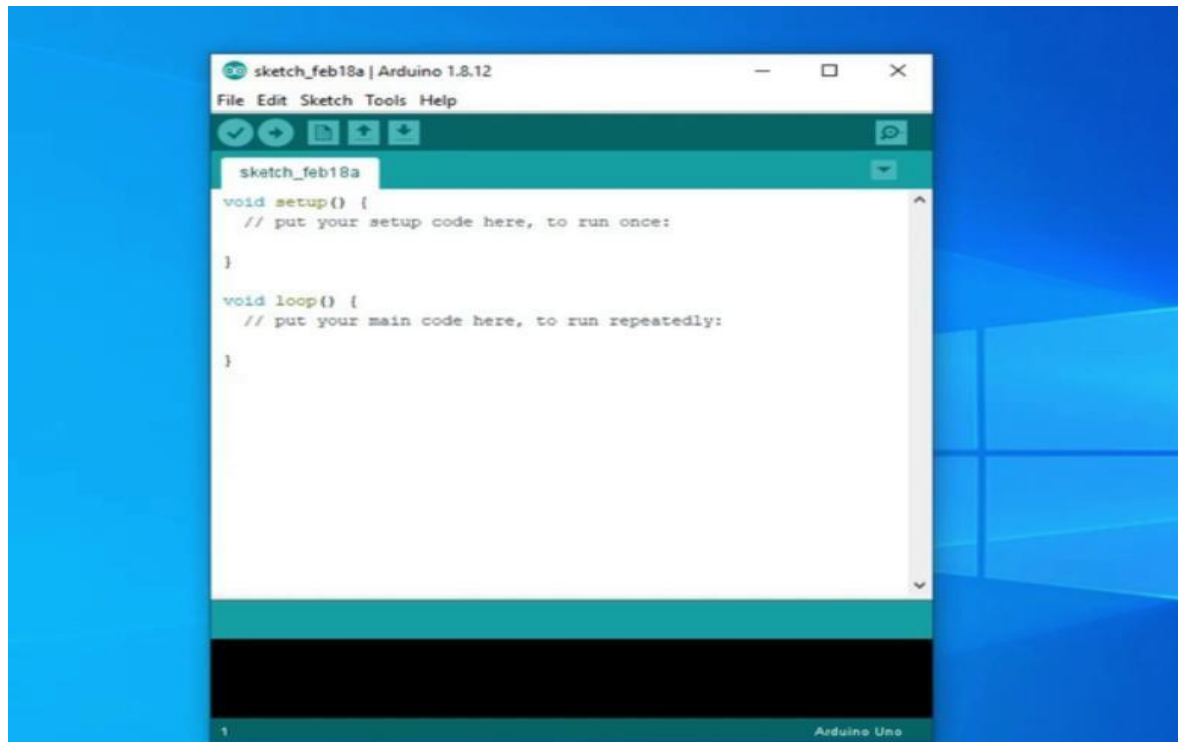 sketch_feb18a | Arduino 1.8.12
File Edit Sketch Tools Help
sketch_feb18a
void setup() {
  // put your setup code here, to run once:
}
void loop() {
  // put your main code here, to run repeatedly:
}
1 Arduino Uno